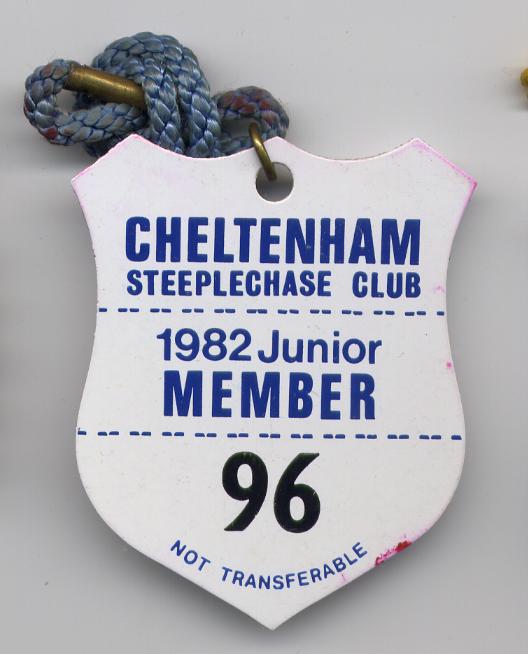 CHELTENHAM
STEEPLECHASE CLUB
1982 Junior
MEMBER
96
NOT TRANSFERABLE